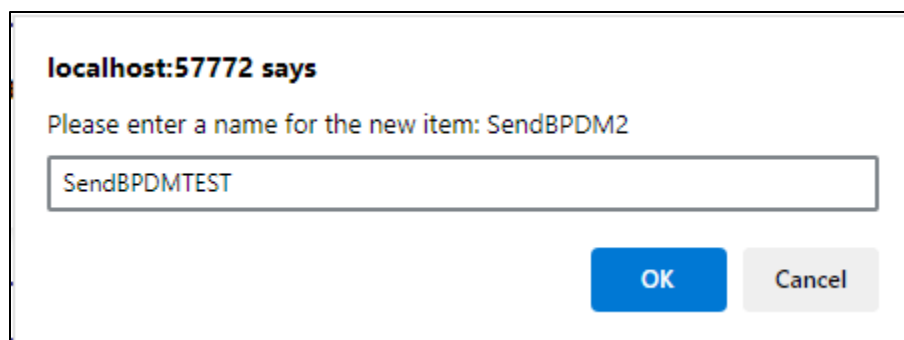 localhost:57772 says
Please enter a name for the new item: SendBPDM2
SendBPDMTEST
OK
Cancel